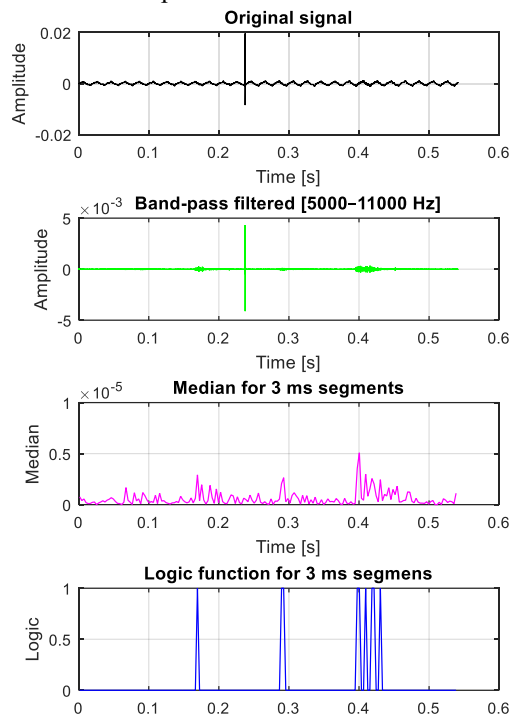 Original signal
0.02
0
-0.02
Amplitude
0 0.1 0.2 0.3 0.4 0.5 0.6
Time [s]
Band-pass filtered [5000−11000 Hz]
×10⁻³
5
0
-5
Amplitude
0 0.1 0.2 0.3 0.4 0.5 0.6
Time [s]
Median for 3 ms segments
×10⁻⁵
1
0.5
0
Median
0 0.1 0.2 0.3 0.4 0.5 0.6
Time [s]
Logic function for 3 ms segmens
1
0.5
0
Logic
0 0.1 0.2 0.3 0.4 0.5 0.6